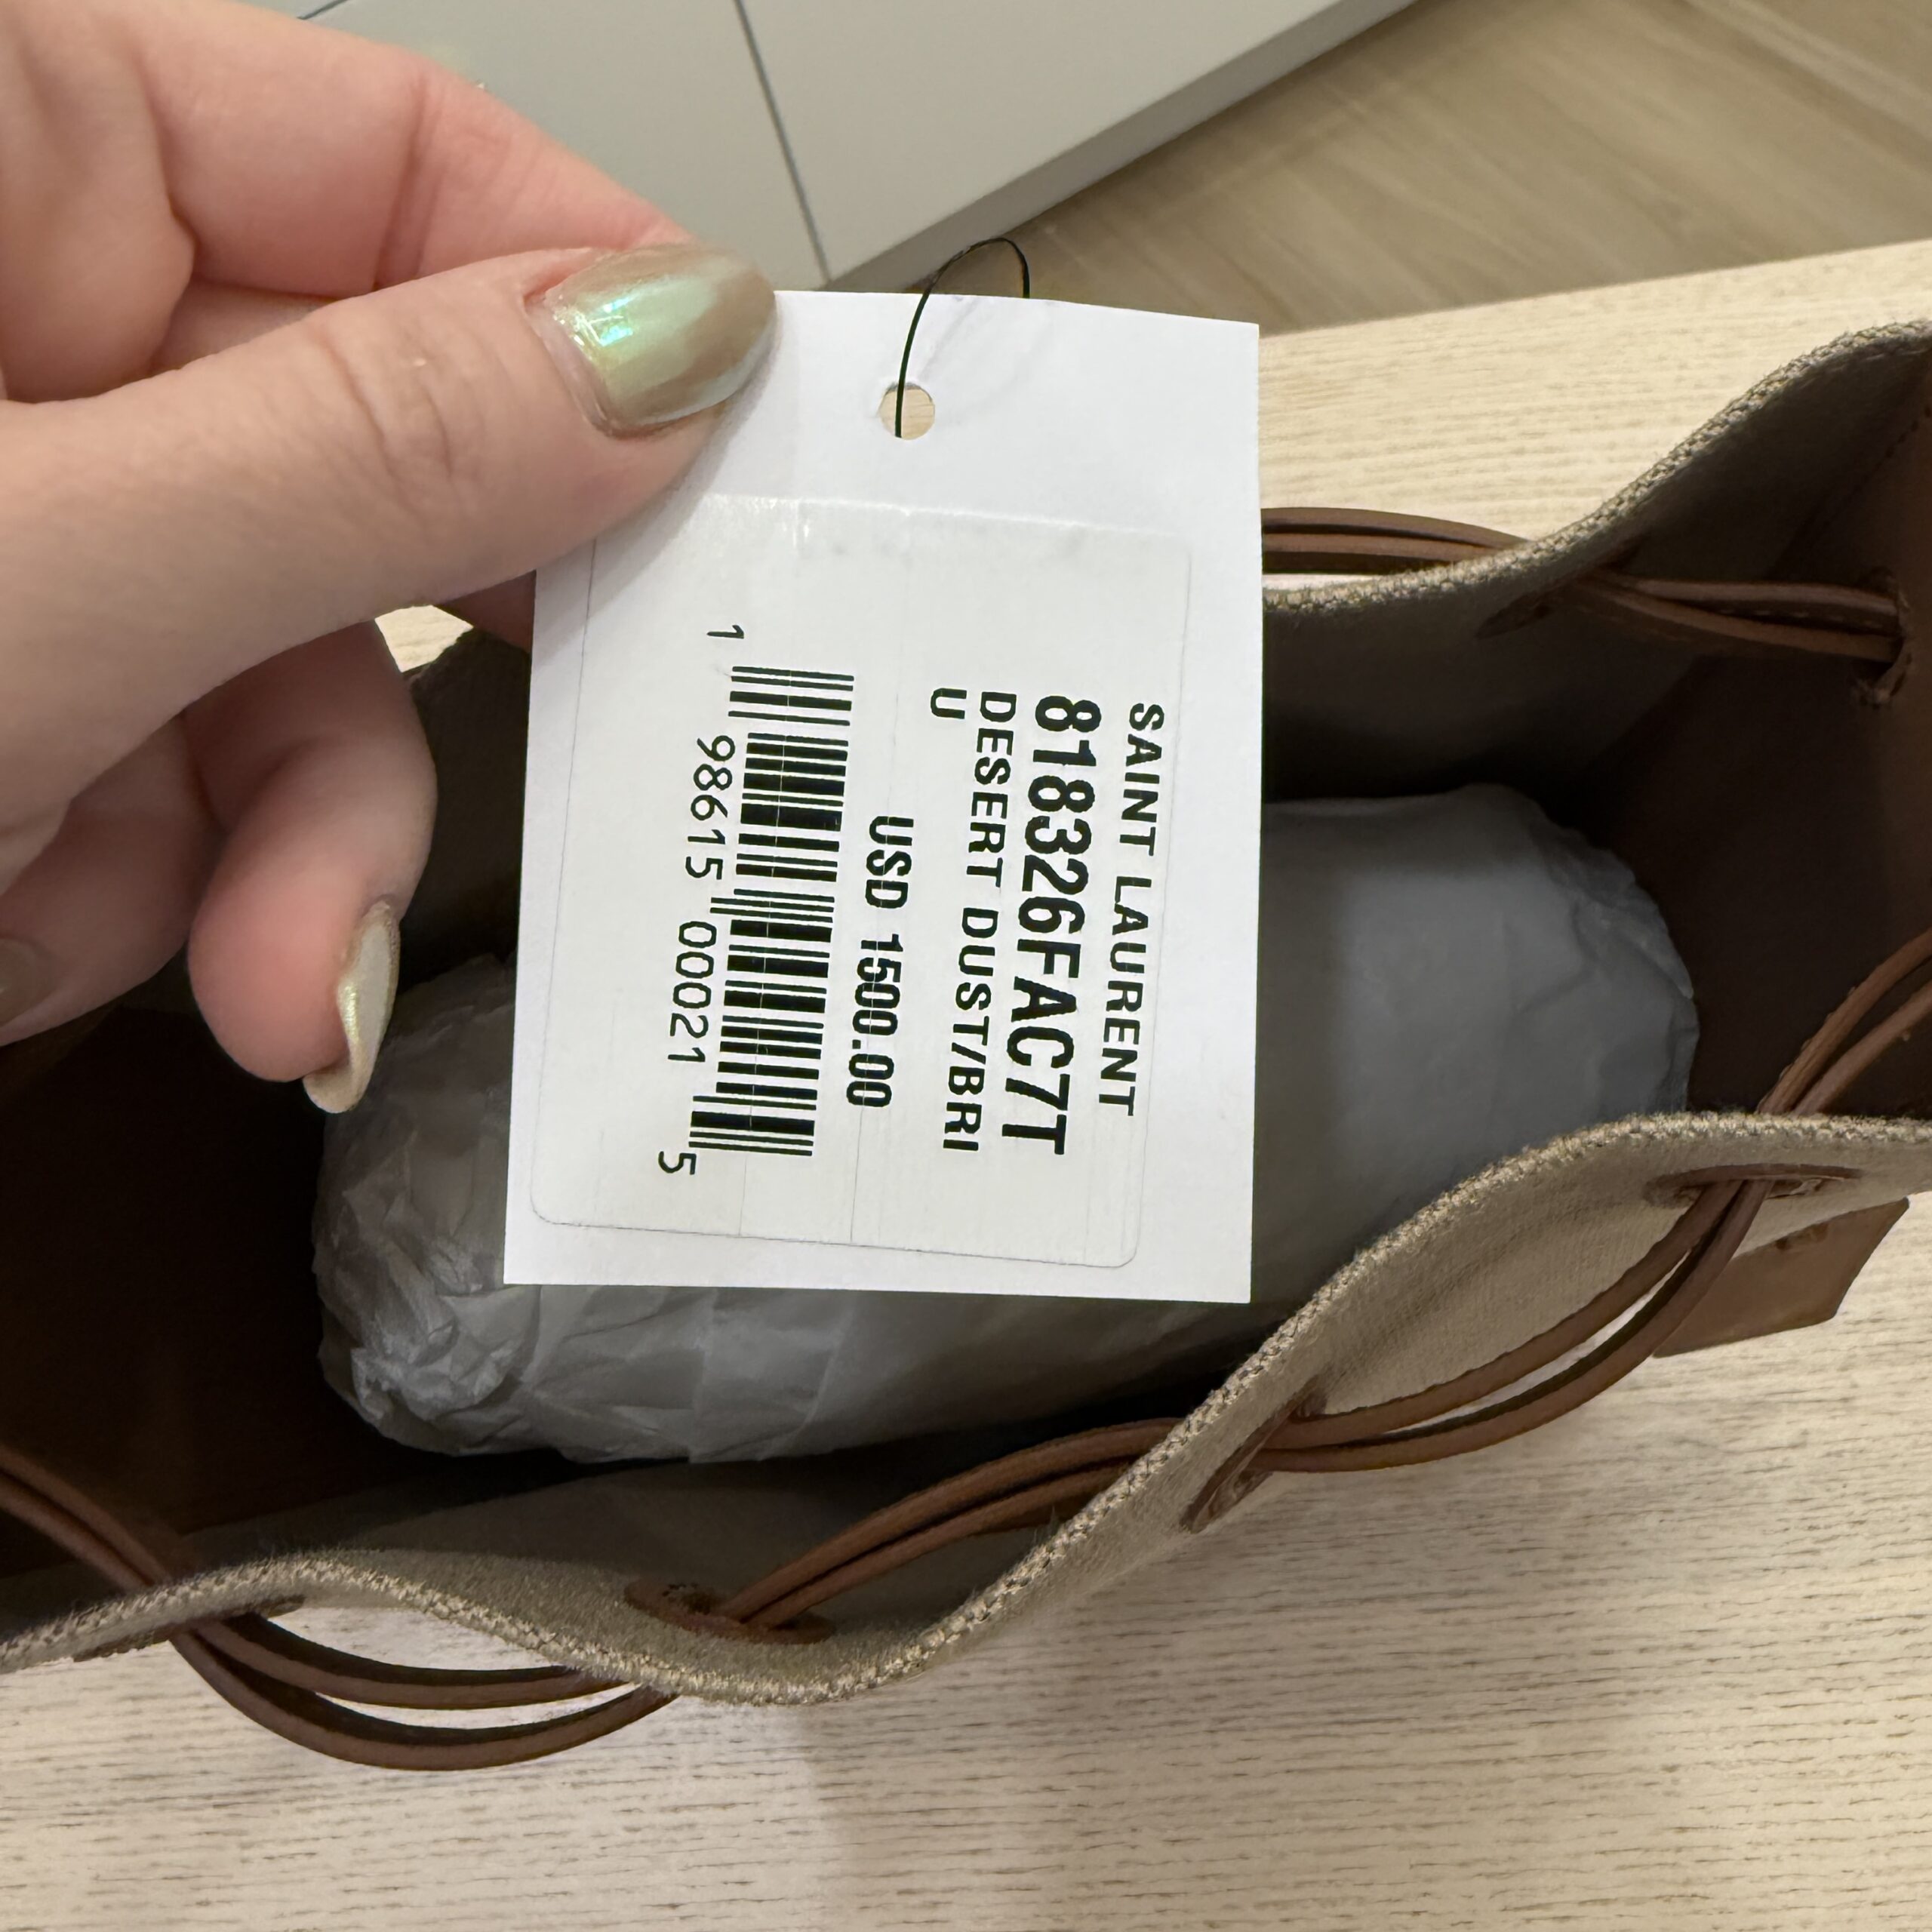 SAINT LAURENT
818326FAC7T
DESERT DUST/BRI
U
USD 1500.00
1 98615 00021 5